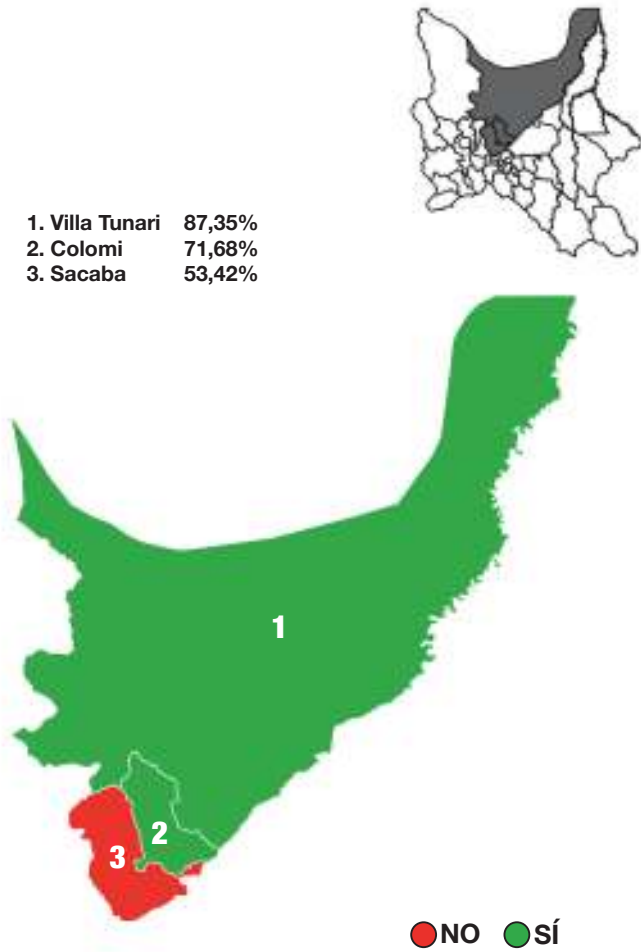 1. Villa Tunari 87,35%
2. Colomi 71,68%
3. Sacaba 53,42%
1
2
3
NO SÍ